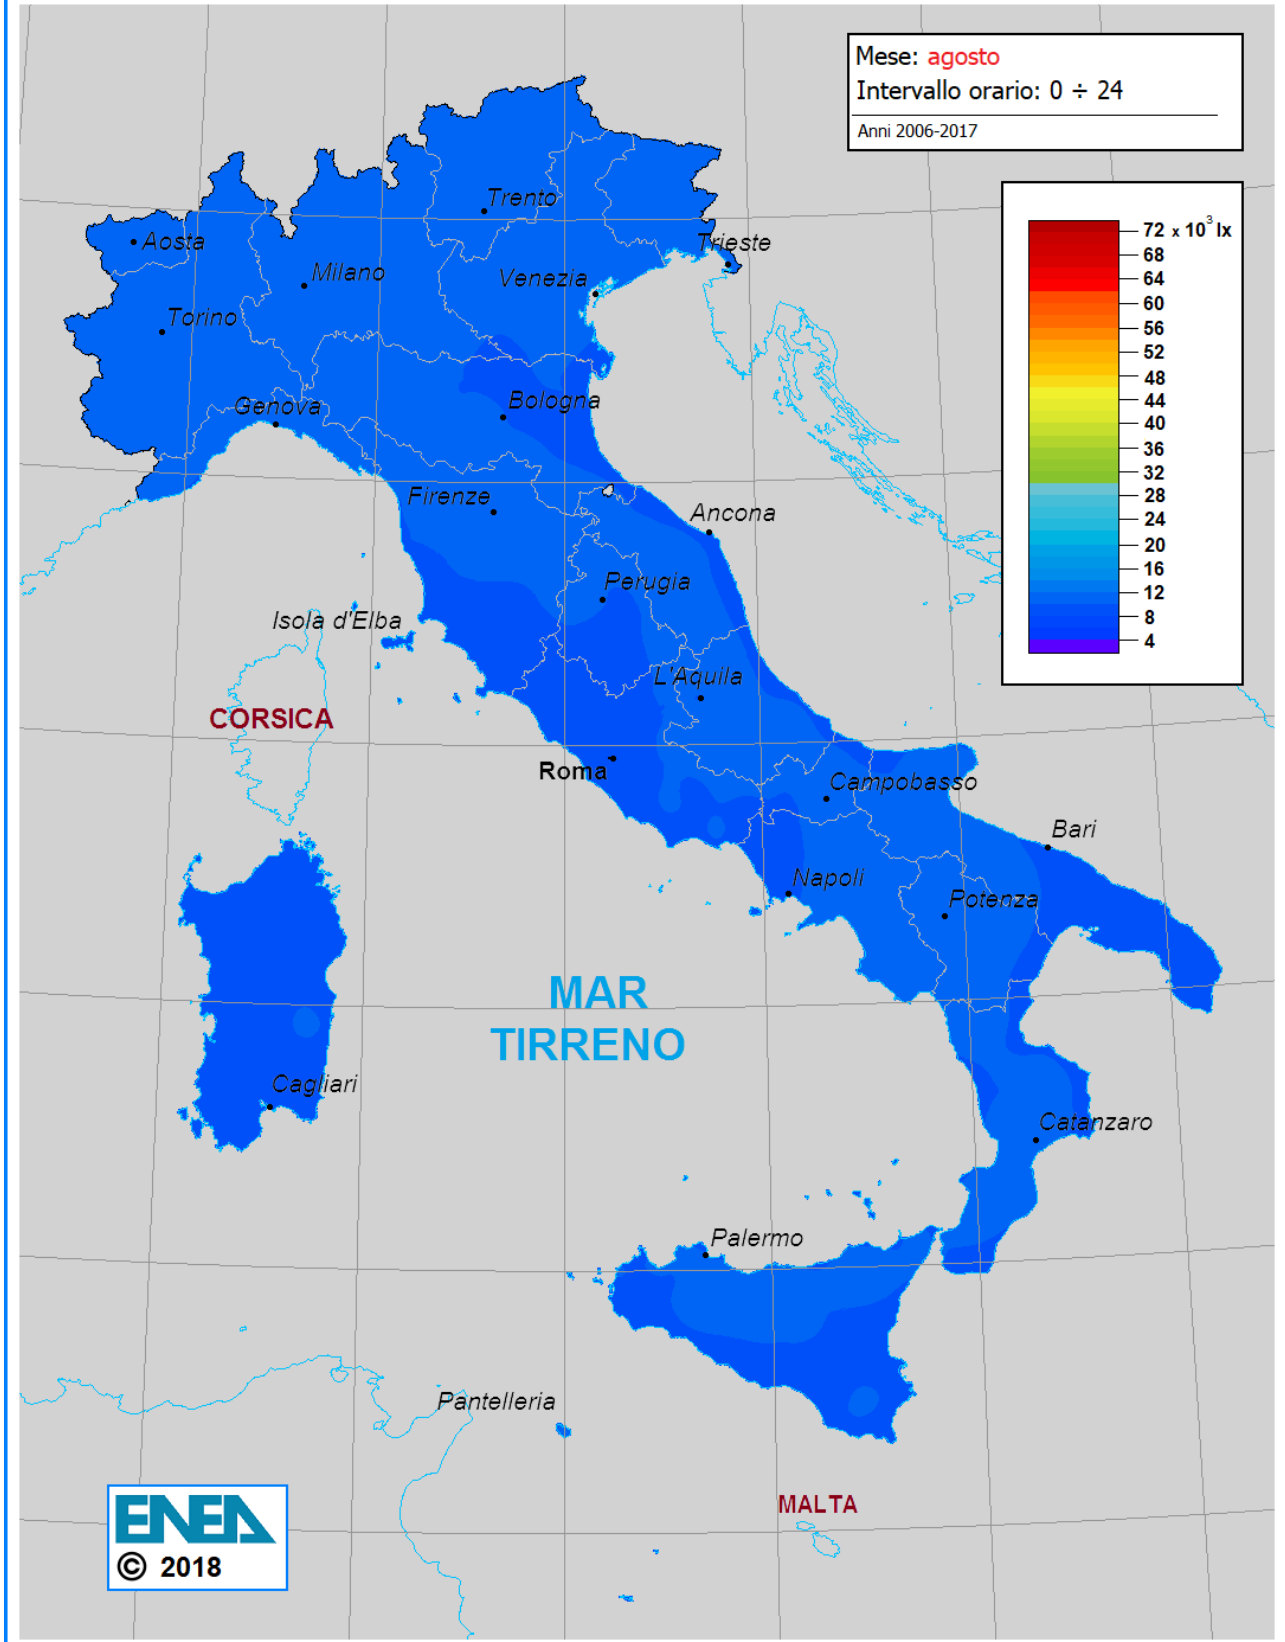 Mese: agosto
Intervallo orario: 0 ÷ 24
Anni 2006-2017
72 x 10³ lx
68
64
60
56
52
48
44
40
36
32
28
24
20
16
12
8
4
Trento
Aosta
Trieste
Milano
Venezia
Torino
Genova
Bologna
Firenze
Ancona
Perugia
Isola d'Elba
L'Aquila
CORSICA
Roma
Campobasso
Bari
Napoli
Potenza
MAR
TIRRENO
Cagliari
Catanzaro
Palermo
Pantelleria
MALTA
ENEA
© 2018